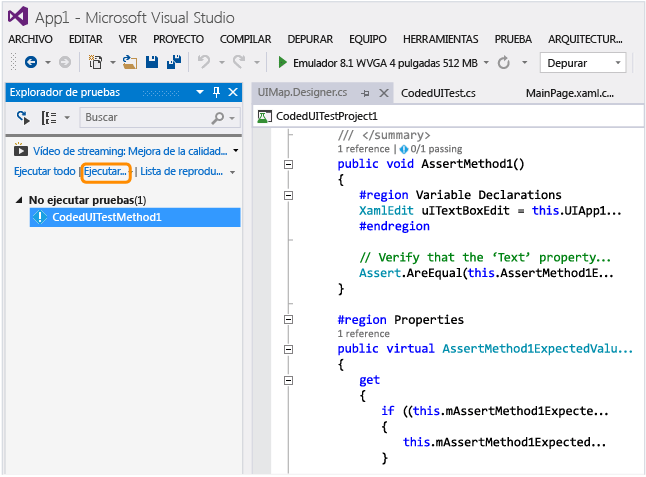 App1 - Microsoft Visual Studio
ARCHIVO EDITAR VER PROYECTO COMPILAR DEPURAR EQUIPO HERRAMIENTAS PRUEBA ARQUITECTUR...
Emulador 8.1 WVGA 4 pulgadas 512 MB Depurar
Explorador de pruebas
Buscar
Vídeo de streaming: Mejora de la calidad...
Ejecutar todo | Ejecutar... | Lista de reprodu...
No ejecutar pruebas(1)
CodedUITestMethod1
UIMap.Designer.cs CodedUITest.cs MainPage.xaml.c...
CodedUITestProject1
/// </summary>
1 reference | 0/1 passing
public void AssertMethod1()
{
#region Variable Declarations
XamlEdit uITextBoxEdit = this.UIApp1...
#endregion
// Verify that the ‘Text’ property...
Assert.AreEqual(this.AssertMethod1E...
}
#region Properties
1 reference
public virtual AssertMethod1ExpectedValu...
{
get
{
if ((this.mAssertMethod1Expecte...
{
this.mAssertMethod1Expected...
}